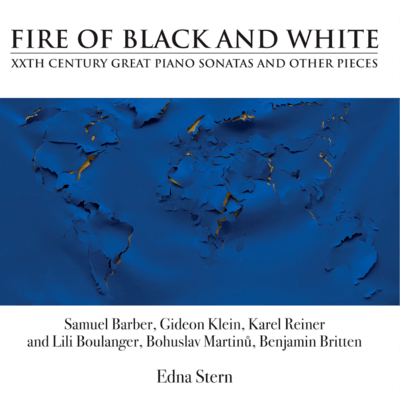 FIRE OF BLACK AND WHITE
XXTH CENTURY GREAT PIANO SONATAS AND OTHER PIECES
Samuel Barber, Gideon Klein, Karel Reiner
and Lili Boulanger, Bohuslav Martinů, Benjamin Britten
Edna Stern